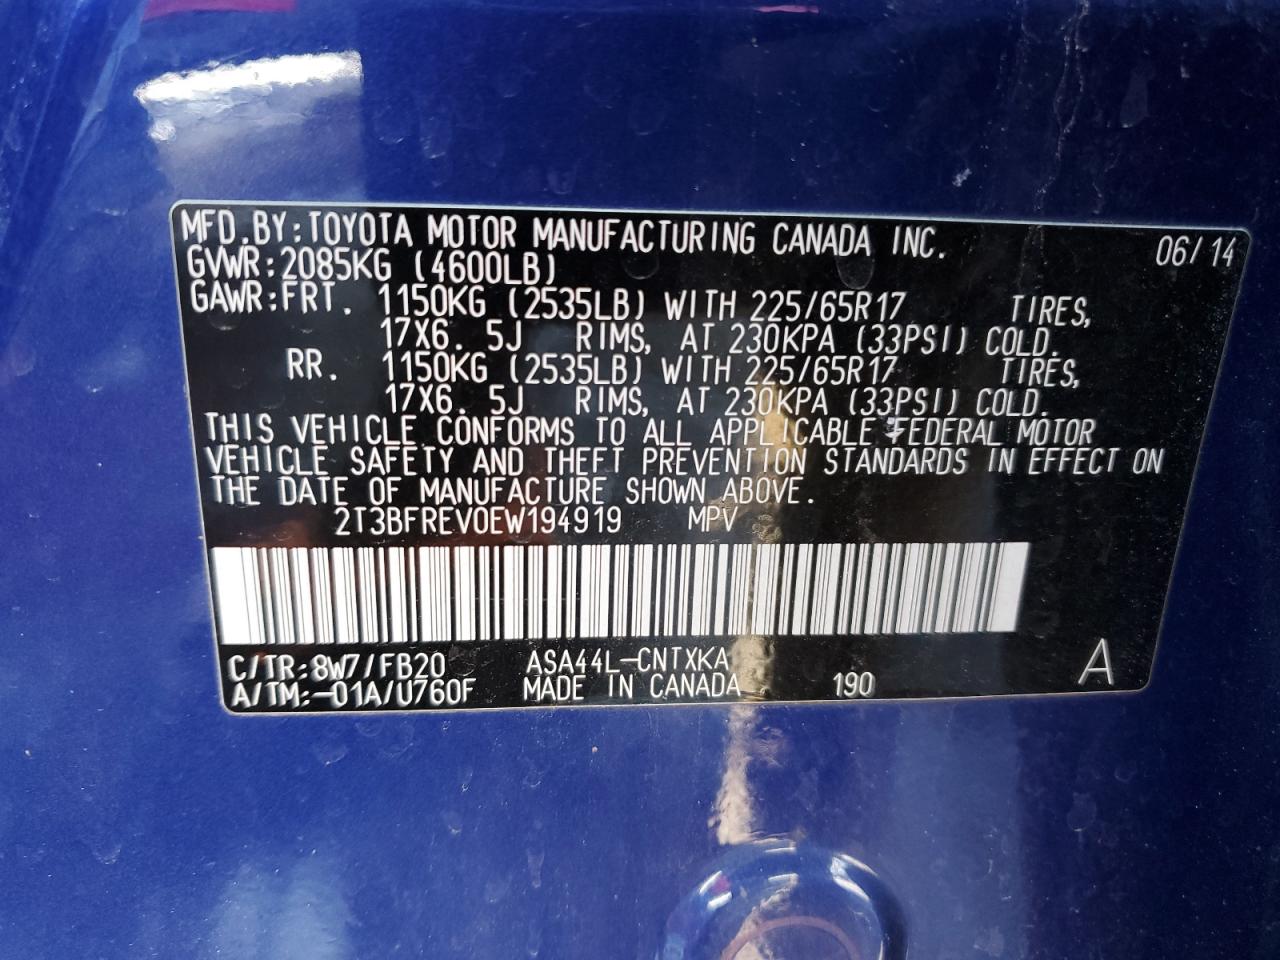 MFD.BY:TOYOTA MOTOR MANUFACTURING CANADA INC. 06/14
GVWR:2085KG (4600LB)
GAWR:FRT. 1150KG (2535LB) WITH 225/65R17 TIRES,
17X6.5J RIMS, AT 230KPA (33PSI) COLD.
RR. 1150KG (2535LB) WITH 225/65R17 TIRES,
17X6.5J RIMS, AT 230KPA (33PSI) COLD.
THIS VEHICLE CONFORMS TO ALL APPLICABLE FEDERAL MOTOR
VEHICLE SAFETY AND THEFT PREVENTION STANDARDS IN EFFECT ON
THE DATE OF MANUFACTURE SHOWN ABOVE.
2T3BFREV0EW194919 MPV
C/TR:8W7/FB20 ASA44L-CNTXKA A
A/TM:-01A/U760F MADE IN CANADA 190